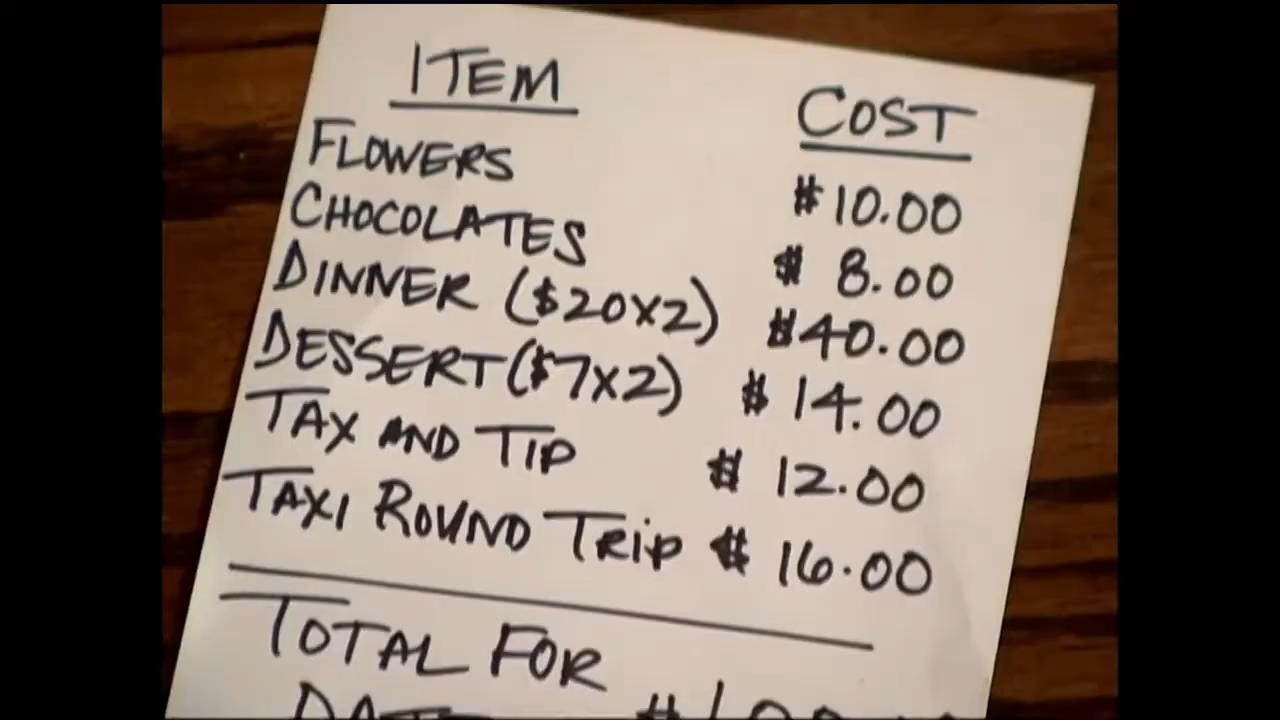 ITEM COST
FLOWERS $10.00
CHOCOLATES $ 8.00
DINNER ($20X2) $40.00
DESSERT ($7X2) $ 14.00
TAX AND TIP $ 12.00
TAXI ROUND TRiP $ 16.00
TOTAL FOR